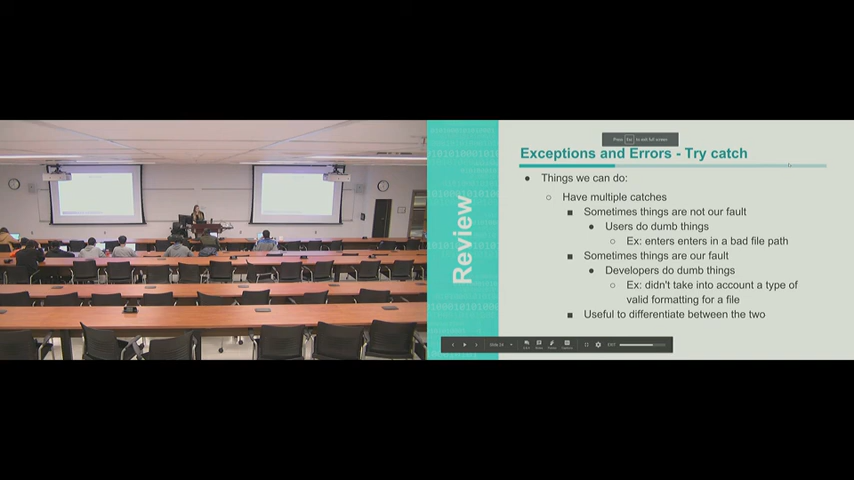 Review
Exceptions and Errors - Try catch
● Things we can do:
○ Have multiple catches
■ Sometimes things are not our fault
● Users do dumb things
○ Ex: enters enters in a bad file path
■ Sometimes things are our fault
● Developers do dumb things
○ Ex: didn't take into account a type of
valid formatting for a file
■ Useful to differentiate between the two